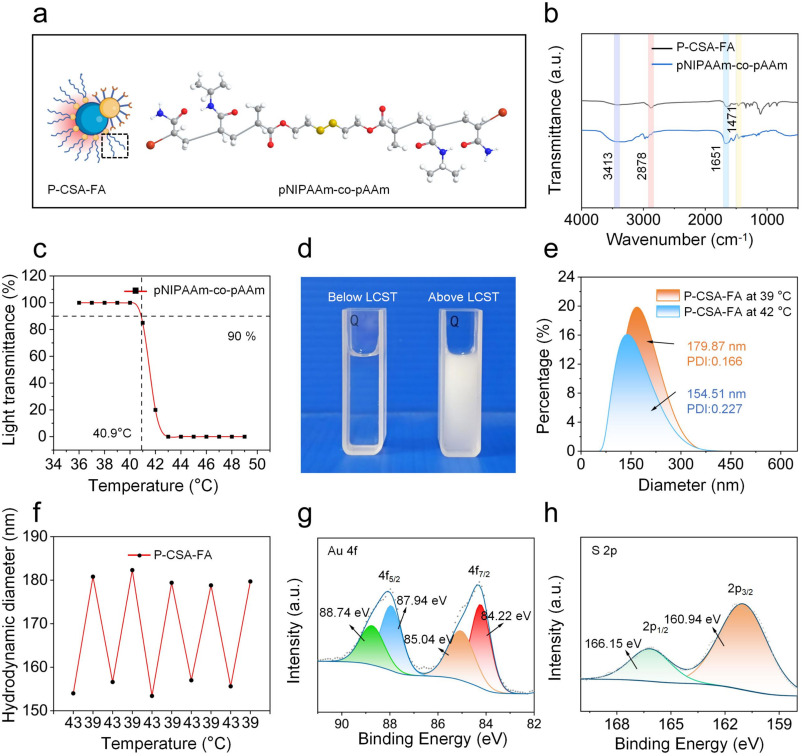 a
P-CSA-FA
pNIPAAm-co-pAAm
b
P-CSA-FA
pNIPAAm-co-pAAm
Transmittance (a.u.)
3413
2878
1651
1471
4000 3000 2000 1000
Wavenumber (cm-1)
c
pNIPAAm-co-pAAm
Light transmittance (%)
120
100
80
60
40
20
0
90 %
40.9°C
34 36 38 40 42 44 46 48 50
Temperature (°C)
d
Below LCST
Above LCST
Q
Q
e
P-CSA-FA at 39 °C
P-CSA-FA at 42 °C
Percentage (%)
24
20
16
12
8
4
0
179.87 nm
PDI:0.166
154.51 nm
PDI:0.227
0 150 300 450 600
Diameter (nm)
f
P-CSA-FA
Hydrodynamic diameter (nm)
190
180
170
160
150
43 39 43 39 43 39 43 39 43 39
Temperature (°C)
g
Au 4f
4f5/2
4f7/2
88.74 eV
87.94 eV
85.04 eV
84.22 eV
Intensity (a.u.)
90 88 86 84 82
Binding Energy (eV)
h
S 2p
2p3/2
160.94 eV
2p1/2
166.15 eV
Intensity (a.u.)
168 165 162 159
Binding Energy (eV)